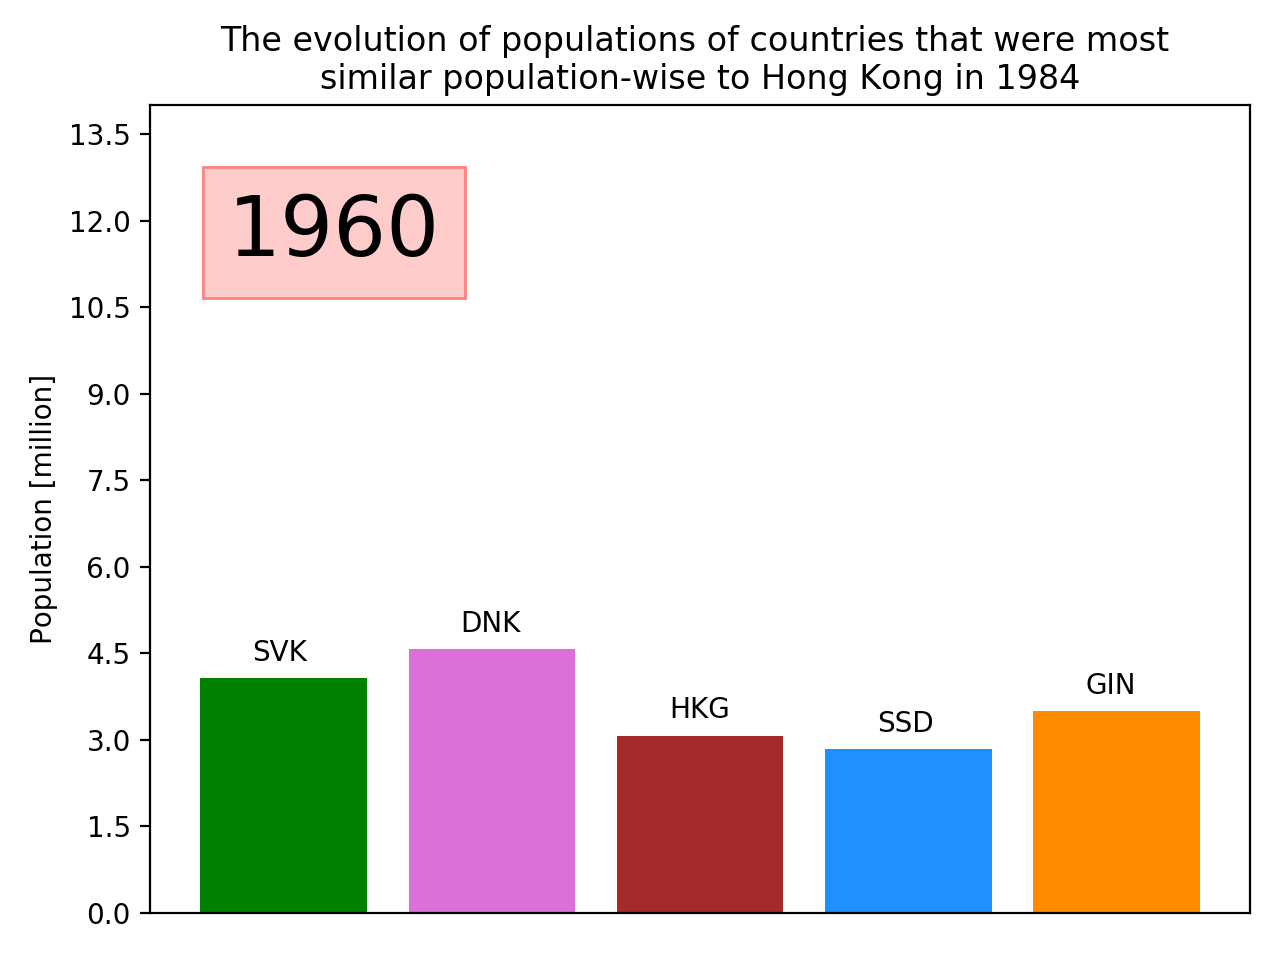 The evolution of populations of countries that were most
similar population-wise to Hong Kong in 1984
13.5
12.0
10.5
9.0
7.5
6.0
4.5
3.0
1.5
0.0
Population [million]
1960
SVK
DNK
HKG
SSD
GIN